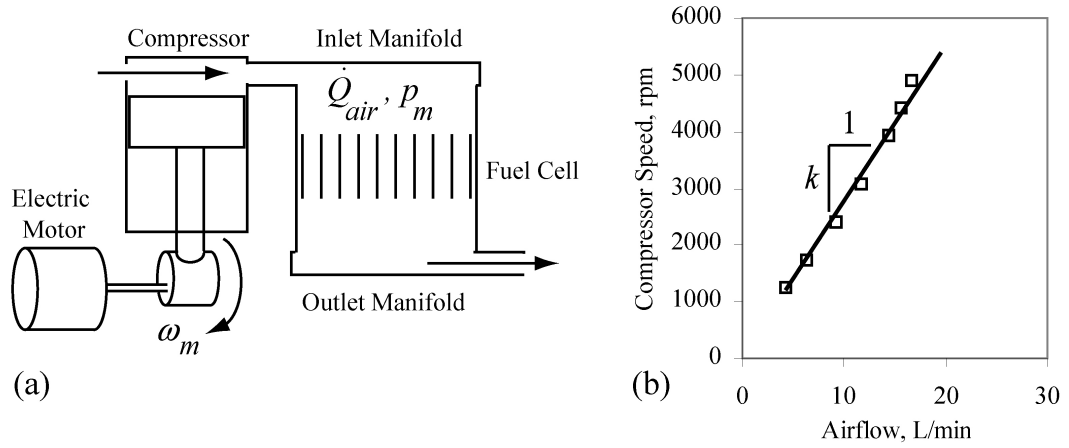 Compressor
Inlet Manifold
Q̇air, pm
Fuel Cell
Electric
Motor
Outlet Manifold
ωm
(a)
Compressor Speed, rpm
6000
5000
4000
3000
2000
1000
0
1
k
0 10 20 30
Airflow, L/min
(b)